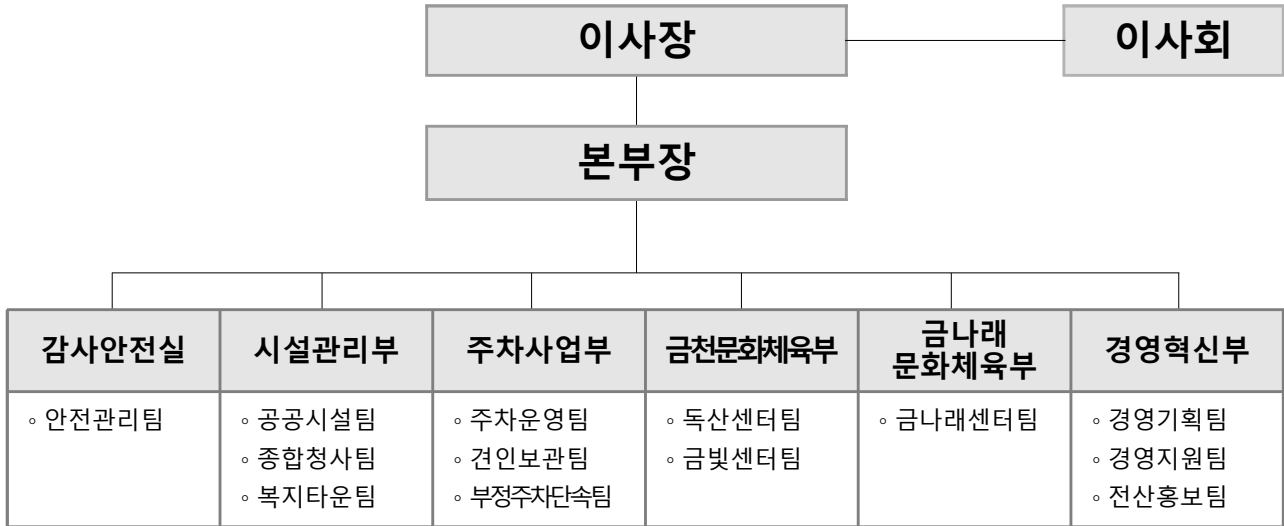 이사장
이사회
본부장
감사안전실
시설관리부
주차사업부
금천문화체육부
금나래
문화체육부
경영혁신부
◦ 안전관리팀
◦ 공공시설팀
◦ 종합청사팀
◦ 복지타운팀
◦ 주차운영팀
◦ 견인보관팀
◦ 부정주차단속팀
◦ 독산센터팀
◦ 금빛센터팀
◦ 금나래센터팀
◦ 경영기획팀
◦ 경영지원팀
◦ 전산홍보팀